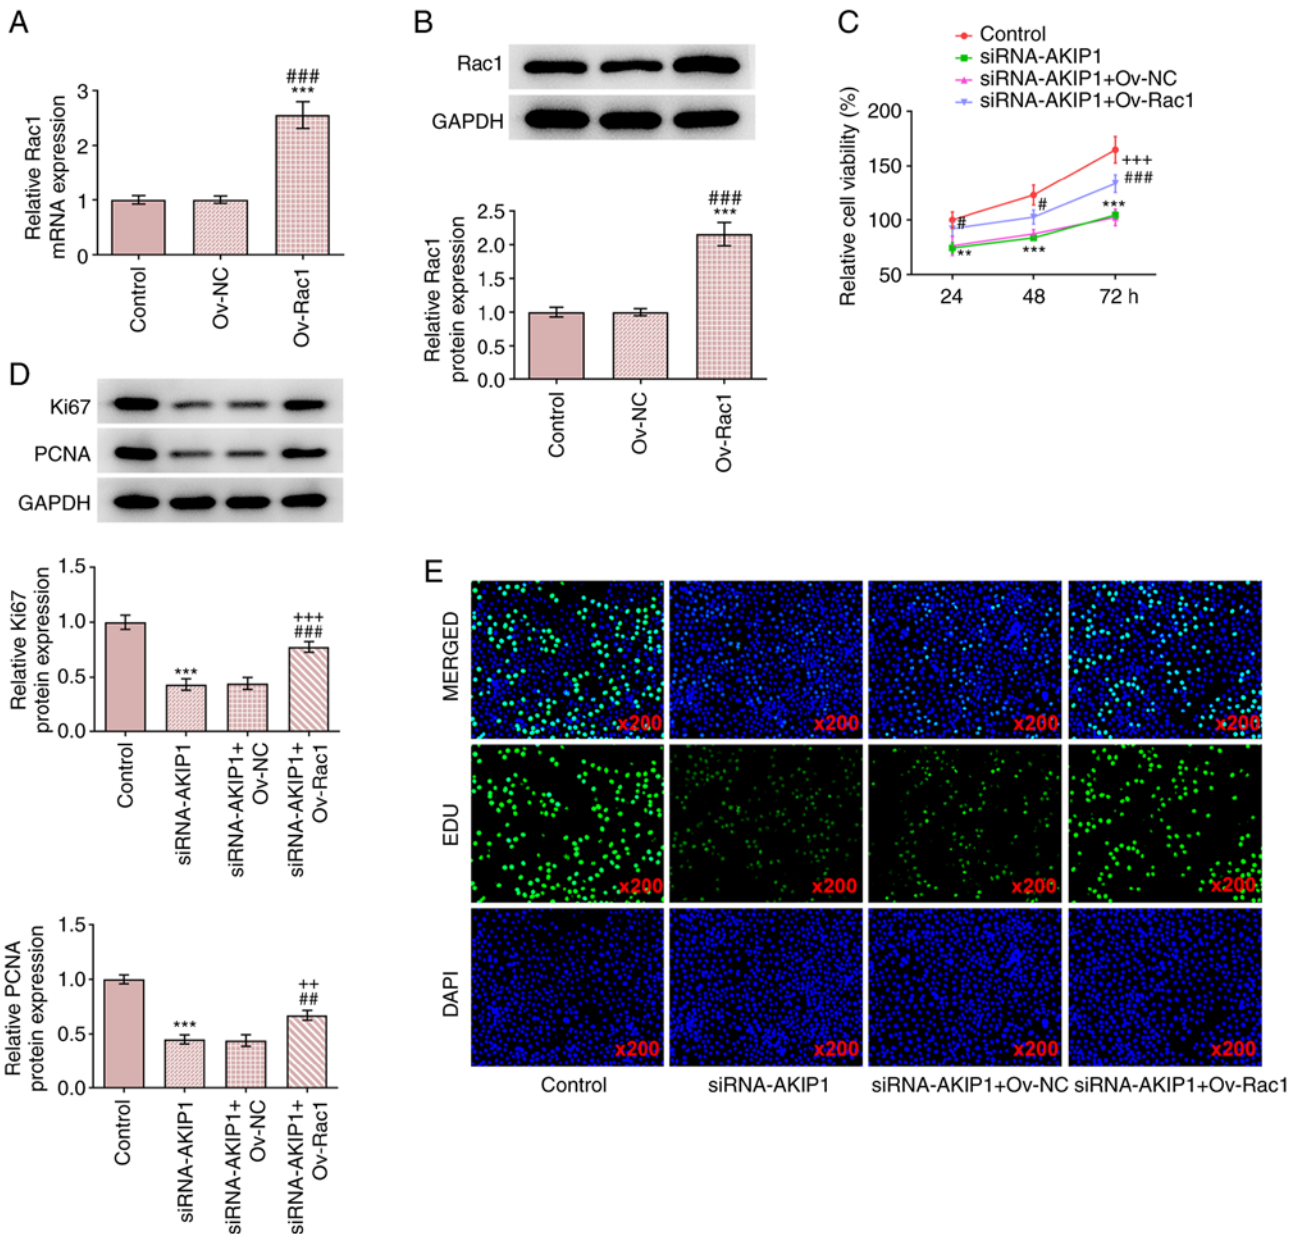 A
Relative Rac1
mRNA expression
3
2
1
0
###
***
Control
Ov-NC
Ov-Rac1
B
Rac1
GAPDH
Relative Rac1
protein expression
2.5
2.0
1.0
0.5
0.0
###
***
Control
Ov-NC
Ov-Rac1
C
Control
siRNA-AKIP1
siRNA-AKIP1+Ov-NC
siRNA-AKIP1+Ov-Rac1
Relative cell viability (%)
200
150
100
50
#
**
#
***
+++
###
***
24 48 72 h
D
Ki67
PCNA
GAPDH
Relative Ki67
protein expression
1.5
1.0
0.5
0.0
***
+++
###
Control
siRNA-AKIP1
siRNA-AKIP1+
Ov-NC
siRNA-AKIP1+
Ov-Rac1
Relative PCNA
protein expression
1.5
1.0
0.5
0.0
***
++
##
Control
siRNA-AKIP1
siRNA-AKIP1+
Ov-NC
siRNA-AKIP1+
Ov-Rac1
E
MERGED
x200 x200 x200 x200
EDU
x200 x200 x200 x200
DAPI
x200 x200 x200 x200
Control siRNA-AKIP1 siRNA-AKIP1+Ov-NC siRNA-AKIP1+Ov-Rac1